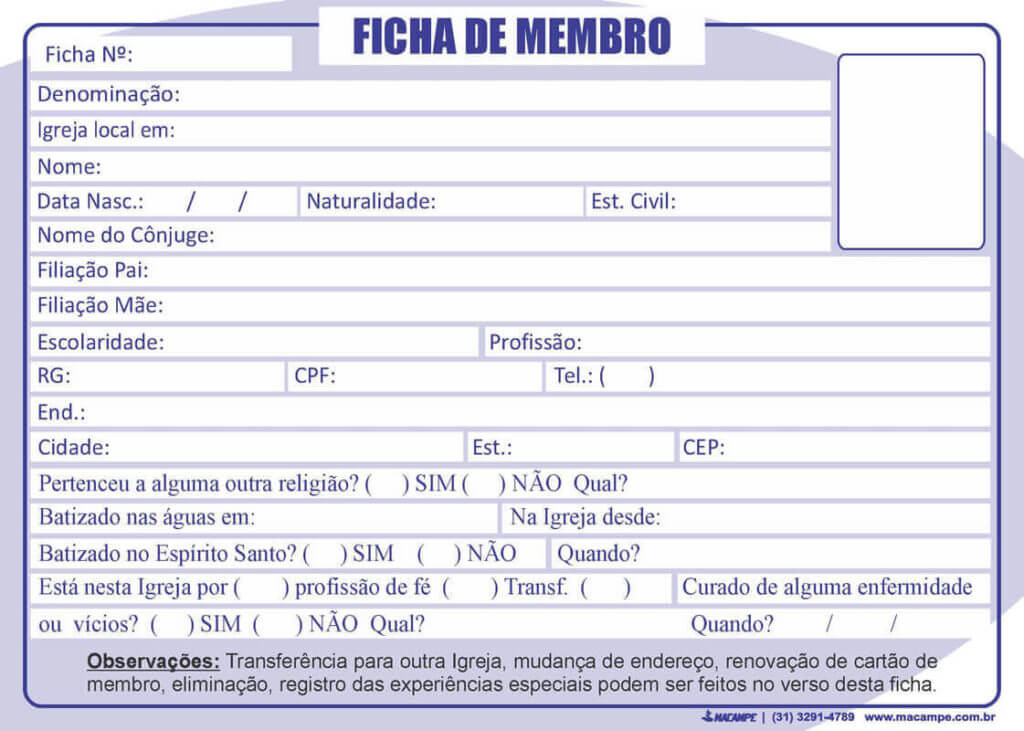 FICHA DE MEMBRO
Ficha Nº:
Denominação:
Igreja local em:
Nome:
Data Nasc.: / / Naturalidade: Est. Civil:
Nome do Cônjuge:
Filiação Pai:
Filiação Mãe:
Escolaridade: Profissão:
RG: CPF: Tel.: ( )
End.:
Cidade: Est.: CEP:
Pertenceu a alguma outra religião? ( ) SIM ( ) NÃO Qual?
Batizado nas águas em: Na Igreja desde:
Batizado no Espírito Santo? ( ) SIM ( ) NÃO Quando?
Está nesta Igreja por ( ) profissão de fé ( ) Transf. ( ) Curado de alguma enfermidade
ou vícios? ( ) SIM ( ) NÃO Qual? Quando? / /
Observações: Transferência para outra Igreja, mudança de endereço, renovação de cartão de
membro, eliminação, registro das experiências especiais podem ser feitos no verso desta ficha.
MACAMPE | (31) 3291-4789 www.macampe.com.br